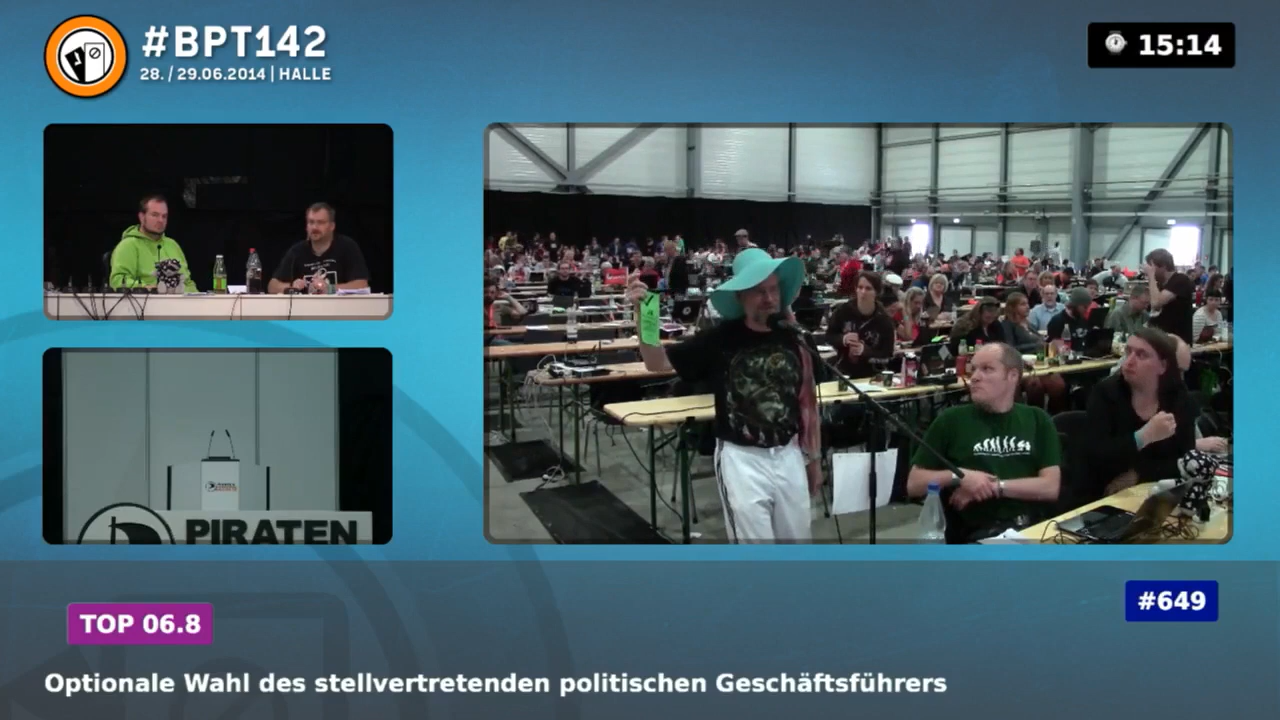 #BPT142
28. / 29.06.2014 | HALLE
15:14
PIRATEN
TOP 06.8
#649
Optionale Wahl des stellvertretenden politischen Geschäftsführers